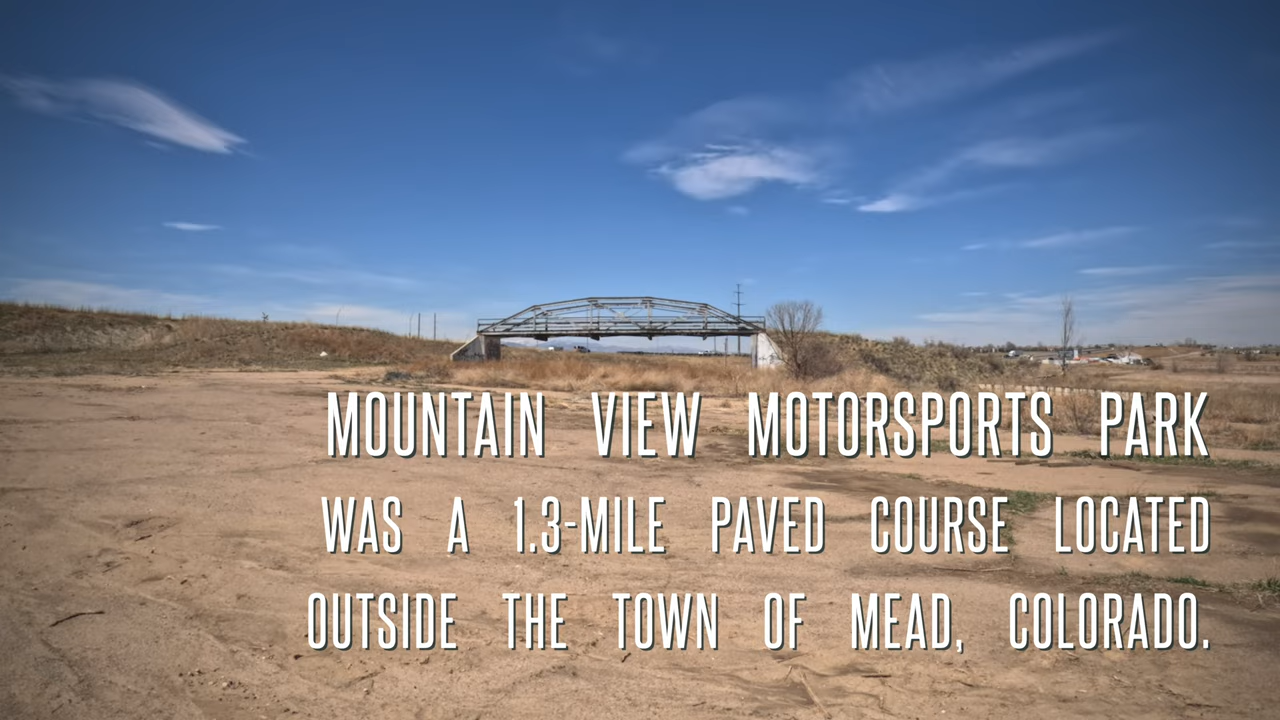 MOUNTAIN VIEW MOTORSPORTS PARK
WAS A 1.3-MILE PAVED COURSE LOCATED
OUTSIDE THE TOWN OF MEAD, COLORADO.